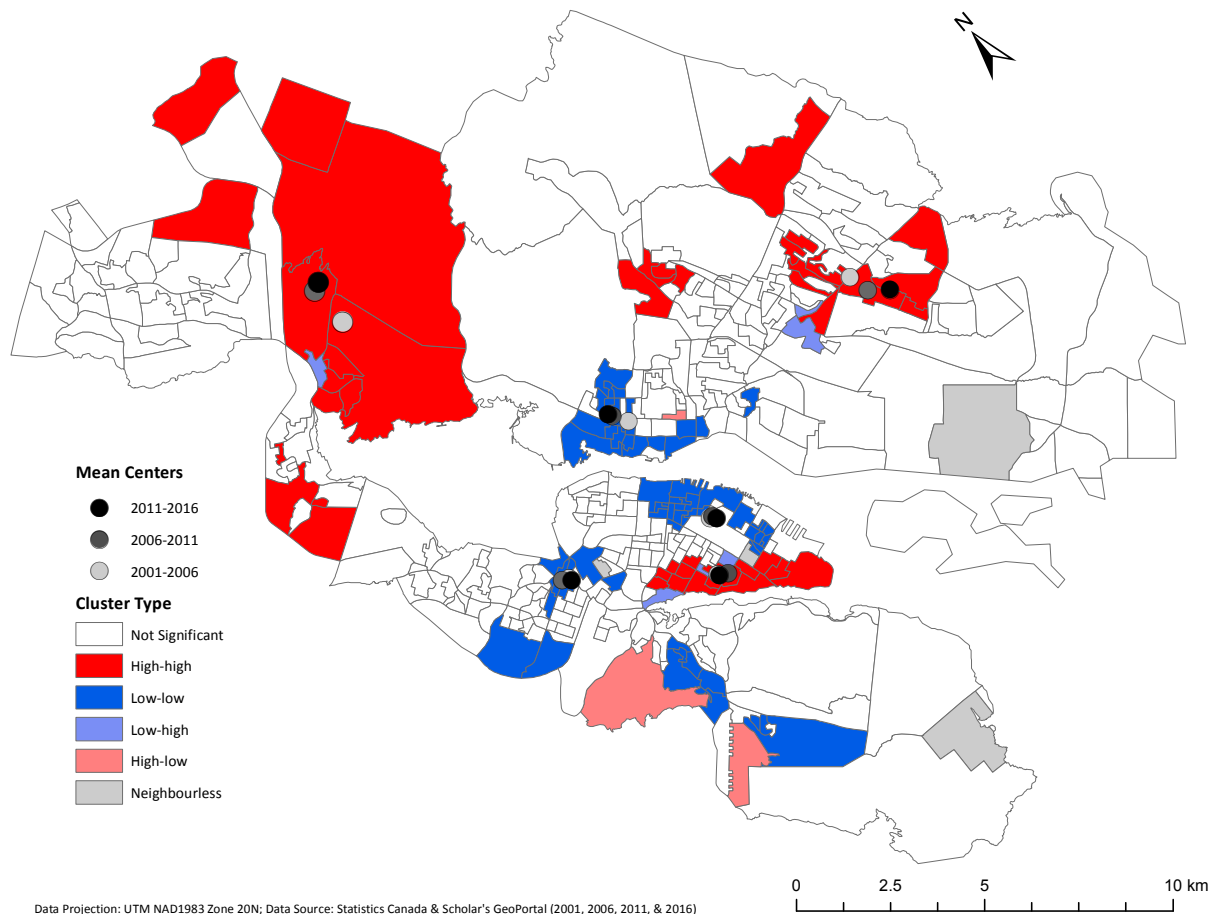 N
Mean Centers
2011-2016
2006-2011
2001-2006
Cluster Type
Not Significant
High-high
Low-low
Low-high
High-low
Neighbourless
0 2.5 5 10 km
Data Projection: UTM NAD1983 Zone 20N; Data Source: Statistics Canada & Scholar's GeoPortal (2001, 2006, 2011, & 2016)